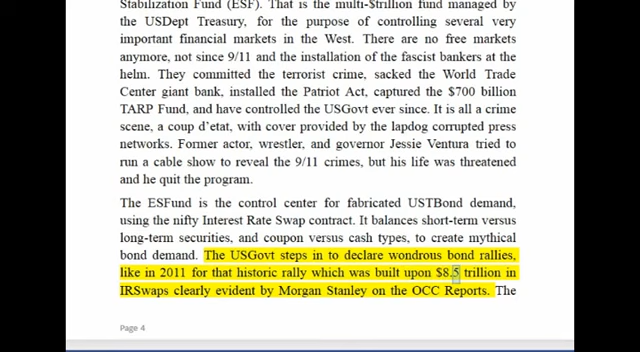 Stabilization Fund (ESF). That is the multi-$trillion fund managed by
the USDept Treasury, for the purpose of controlling several very
important financial markets in the West. There are no free markets
anymore, not since 9/11 and the installation of the fascist bankers at the
helm. They committed the terrorist crime, sacked the World Trade
Center giant bank, installed the Patriot Act, captured the $700 billion
TARP Fund, and have controlled the USGovt ever since. It is all a crime
scene, a coup d’etat, with cover provided by the lapdog corrupted press
networks. Former actor, wrestler, and governor Jessie Ventura tried to
run a cable show to reveal the 9/11 crimes, but his life was threatened
and he quit the program.
The ESFund is the control center for fabricated USTBond demand,
using the nifty Interest Rate Swap contract. It balances short-term versus
long-term securities, and coupon versus cash types, to create mythical
bond demand. The USGovt steps in to declare wondrous bond rallies,
like in 2011 for that historic rally which was built upon $8.5 trillion in
IRSwaps clearly evident by Morgan Stanley on the OCC Reports. The
Page 4